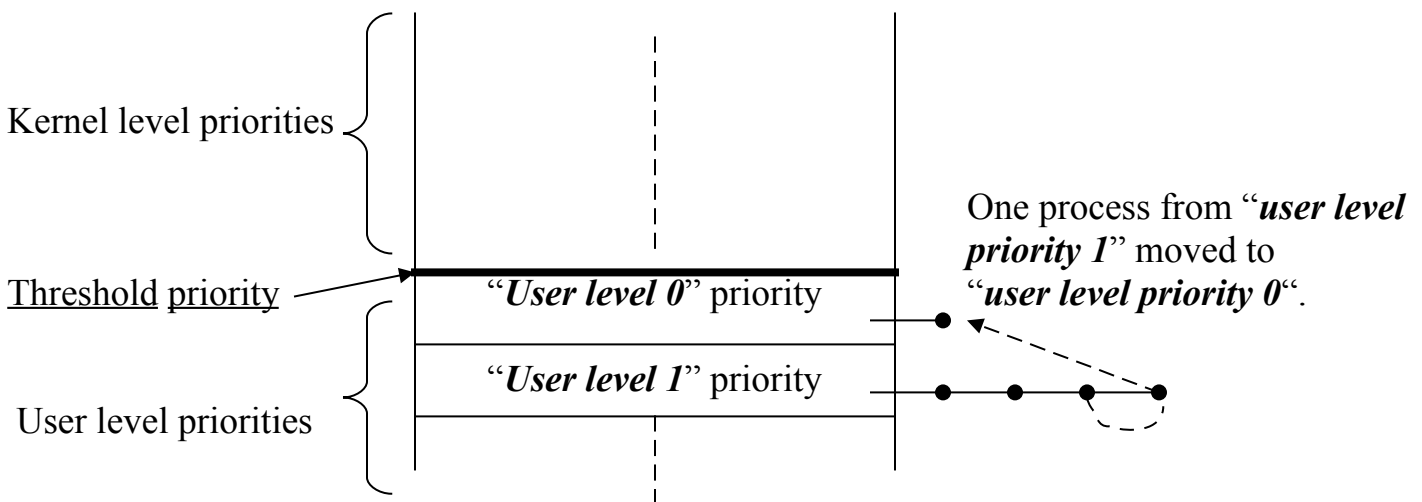 Kernel level priorities
One process from “user level
priority 1” moved to
“user level priority 0“.
Threshold priority
“User level 0” priority
“User level 1” priority
User level priorities